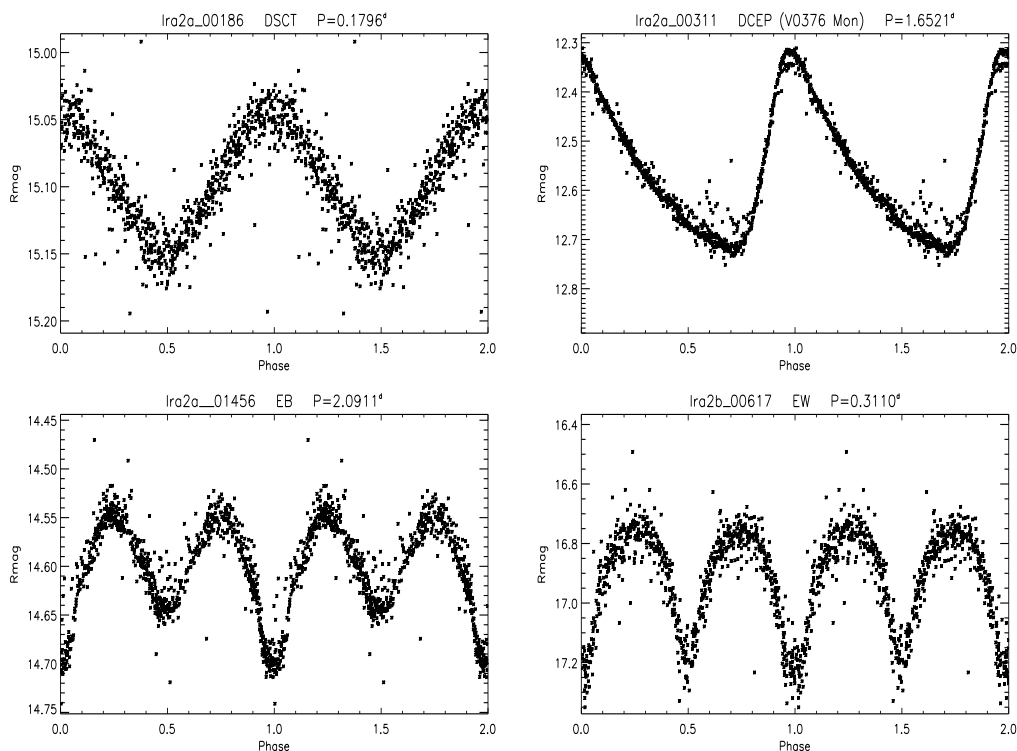 lra2a_00186 DSCT P=0.1796d
15.00
15.05
15.10
15.15
15.20
Rmag
0.0 0.5 1.0 1.5 2.0
Phase
lra2a_00311 DCEP (V0376 Mon) P=1.6521d
12.3
12.4
12.5
12.6
12.7
12.8
Rmag
0.0 0.5 1.0 1.5 2.0
Phase
lra2a__01456 EB P=2.0911d
14.45
14.50
14.55
14.60
14.65
14.70
14.75
Rmag
0.0 0.5 1.0 1.5 2.0
Phase
lra2b_00617 EW P=0.3110d
16.4
16.6
16.8
17.0
17.2
Rmag
0.0 0.5 1.0 1.5 2.0
Phase